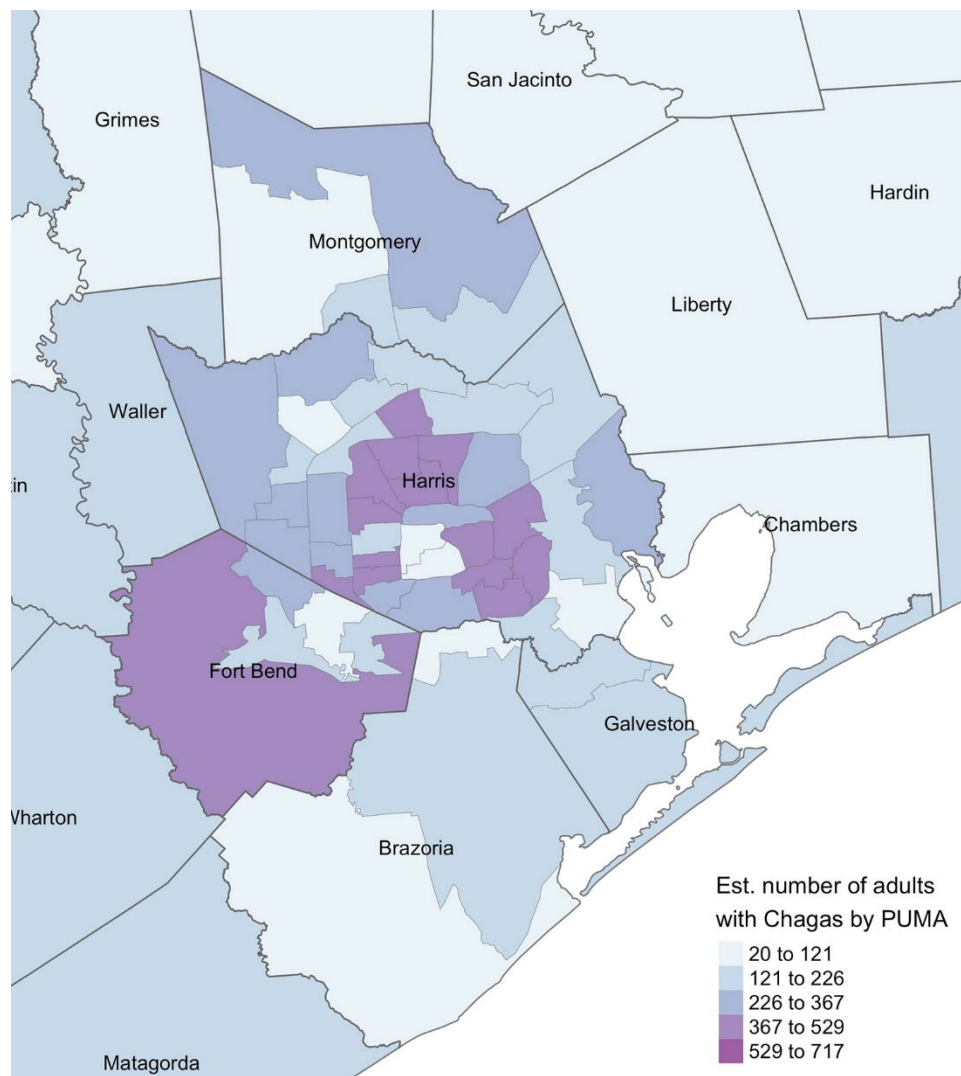 San Jacinto
Grimes
Hardin
Montgomery
Liberty
Waller
Harris
tin
Chambers
Fort Bend
Galveston
Wharton
Brazoria
Est. number of adults
with Chagas by PUMA
20 to 121
121 to 226
226 to 367
367 to 529
529 to 717
Matagorda